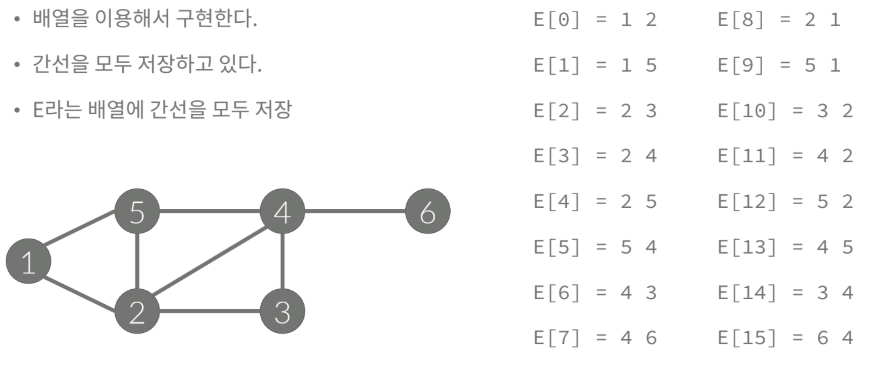 • 배열을 이용해서 구현한다.
• 간선을 모두 저장하고 있다.
• E라는 배열에 간선을 모두 저장
E[0] = 1 2
E[1] = 1 5
E[2] = 2 3
E[3] = 2 4
E[4] = 2 5
E[5] = 5 4
E[6] = 4 3
E[7] = 4 6
E[8] = 2 1
E[9] = 5 1
E[10] = 3 2
E[11] = 4 2
E[12] = 5 2
E[13] = 4 5
E[14] = 3 4
E[15] = 6 4
5 4 6
1
2 3